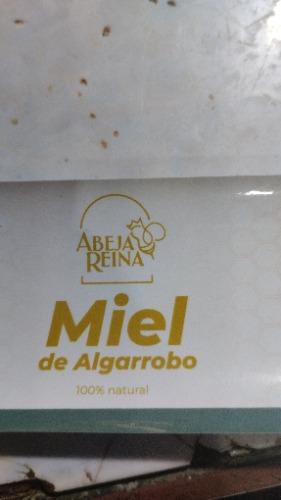 ABEJA
REINA
Miel
de Algarrobo
100% natural